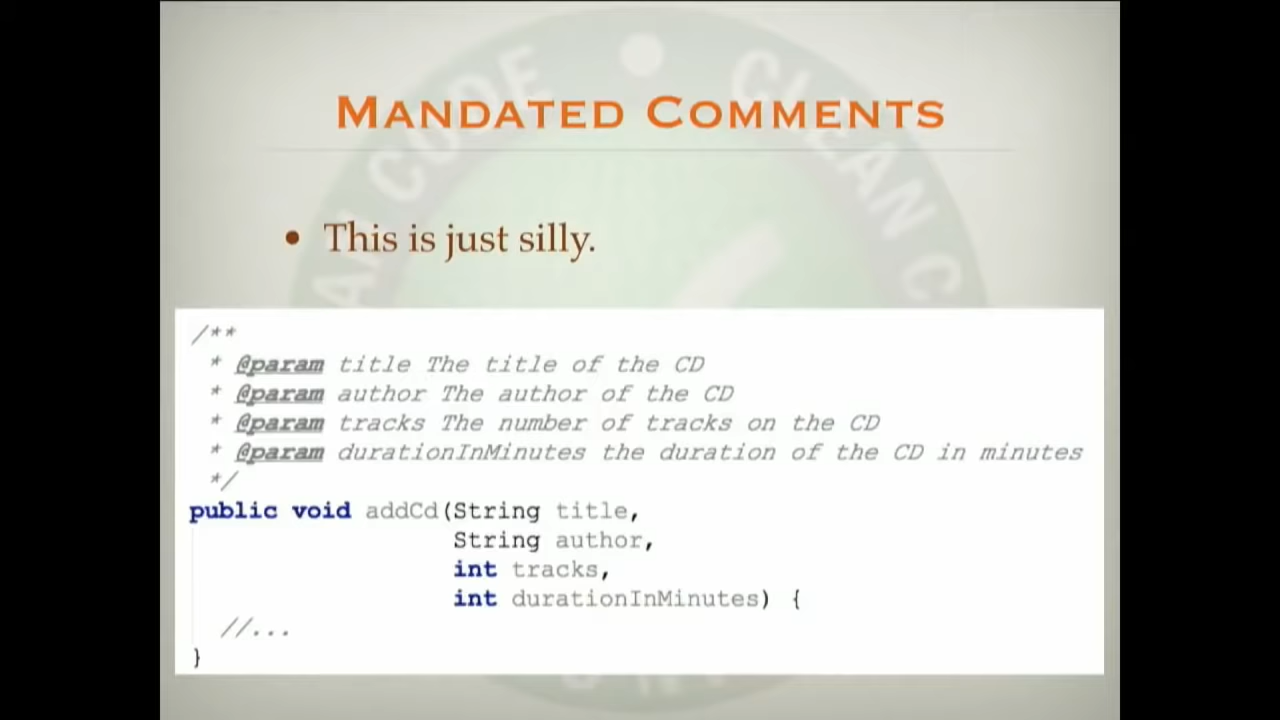 MANDATED COMMENTS
• This is just silly.
/**
* @param title The title of the CD
* @param author The author of the CD
* @param tracks The number of tracks on the CD
* @param durationInMinutes the duration of the CD in minutes
*/
public void addCd(String title,
String author,
int tracks,
int durationInMinutes) {
//...
}
CODE • CLEAN